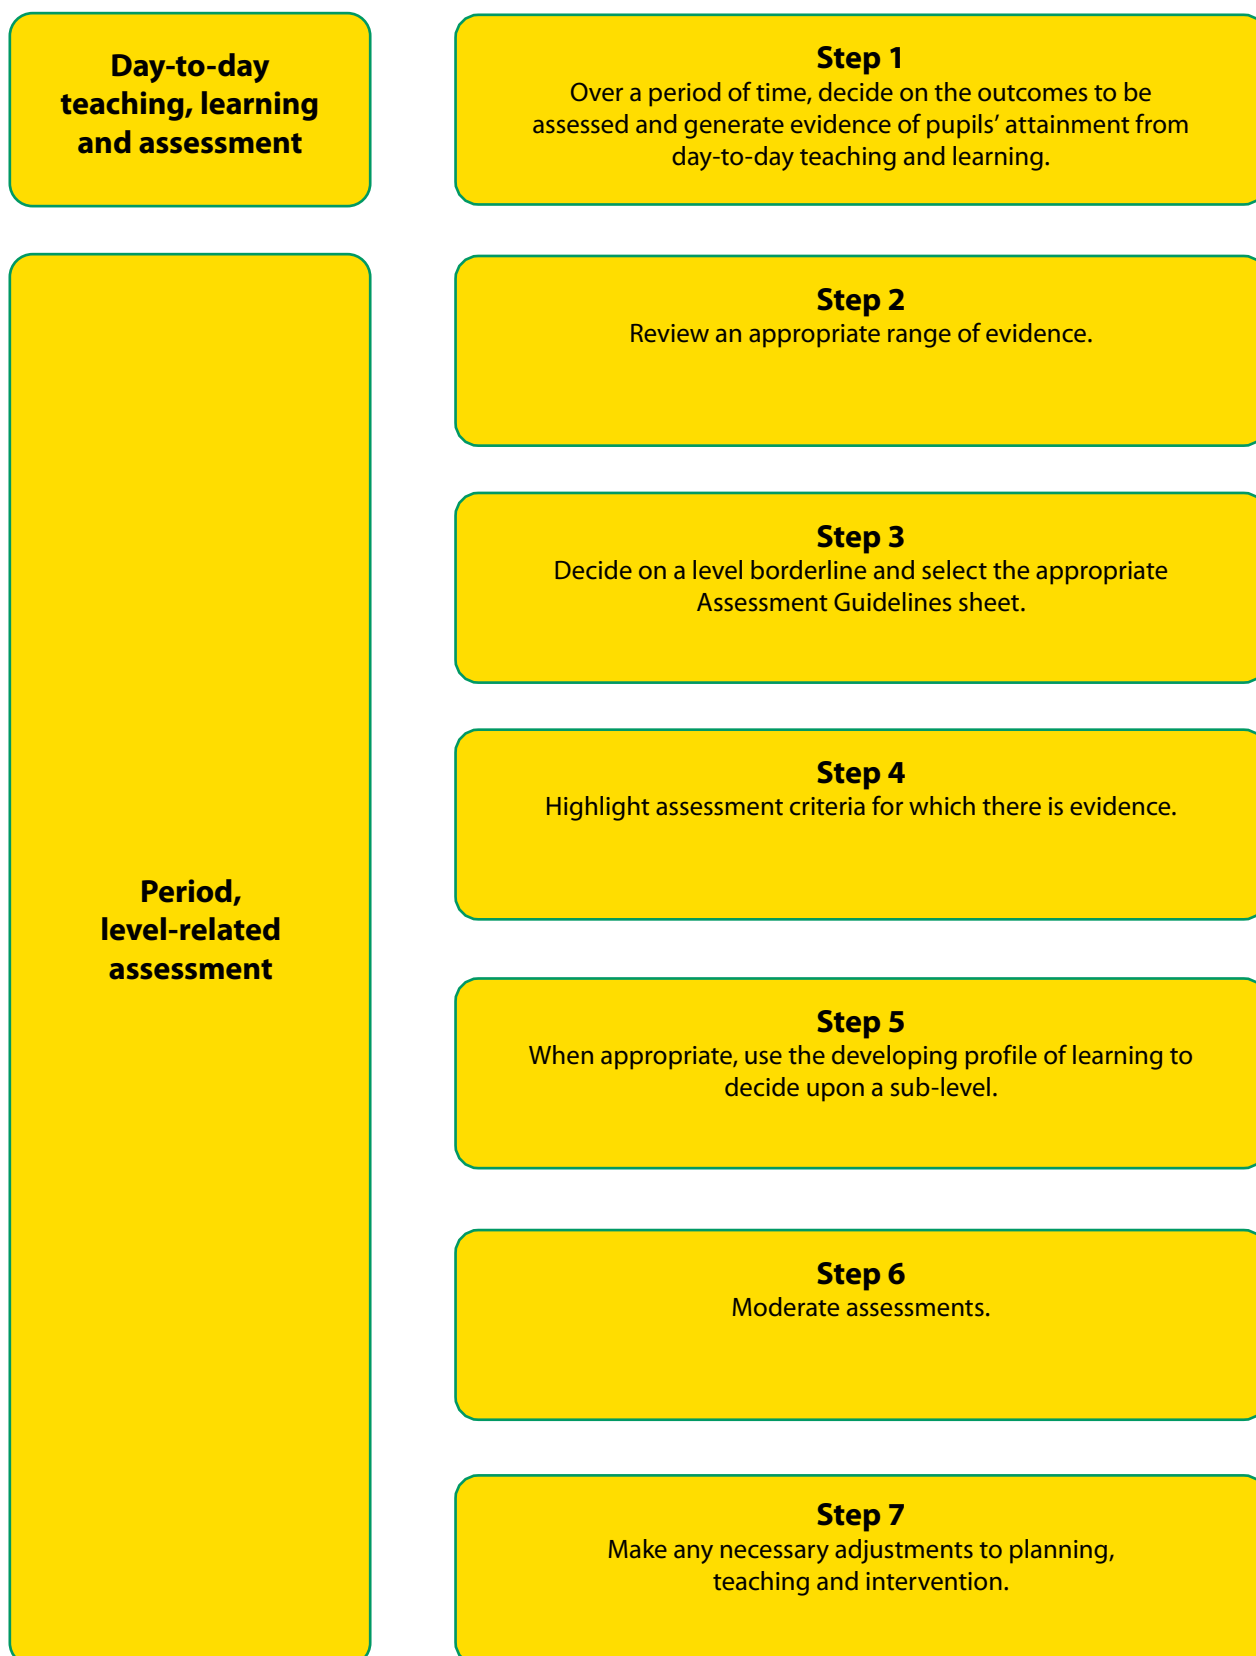 Day-to-day
teaching, learning
and assessment
Step 1
Over a period of time, decide on the outcomes to be
assessed and generate evidence of pupils’ attainment from
day-to-day teaching and learning.
Step 2
Review an appropriate range of evidence.
Step 3
Decide on a level borderline and select the appropriate
Assessment Guidelines sheet.
Step 4
Highlight assessment criteria for which there is evidence.
Period,
level-related
assessment
Step 5
When appropriate, use the developing profile of learning to
decide upon a sub-level.
Step 6
Moderate assessments.
Step 7
Make any necessary adjustments to planning,
teaching and intervention.